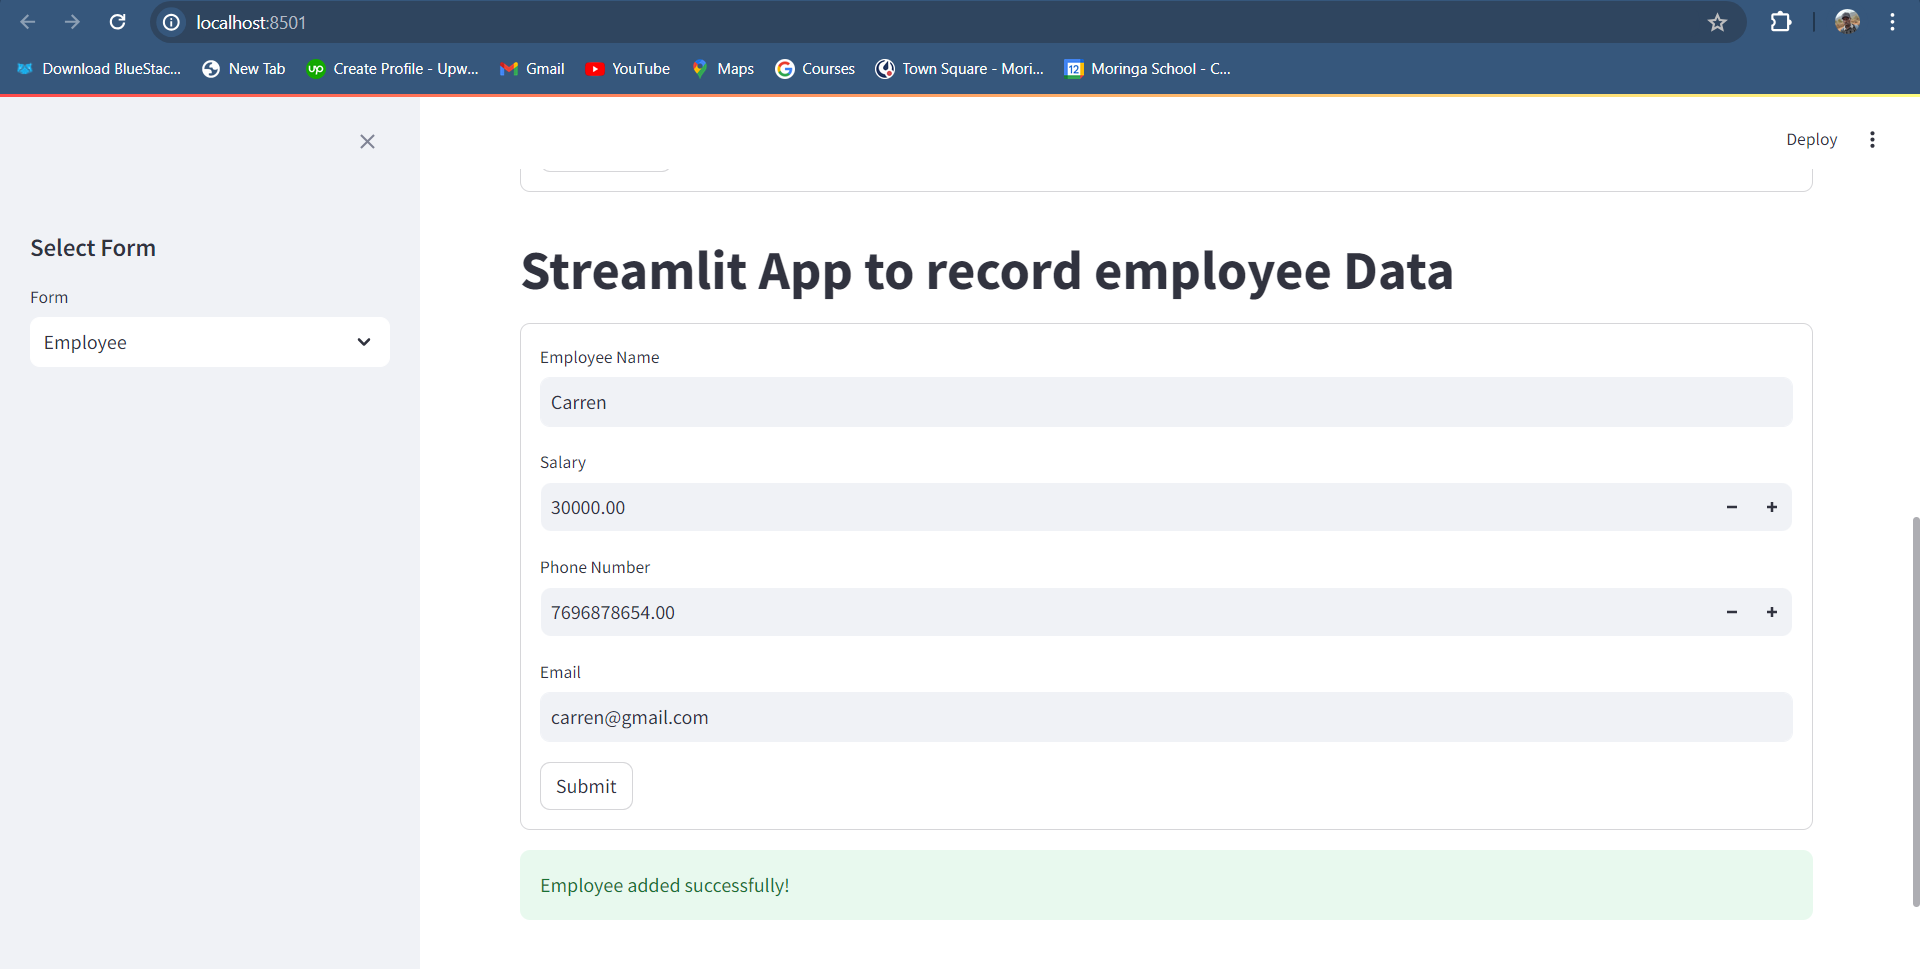 localhost:8501
Download BlueStac... New Tab Create Profile - Upw... Gmail YouTube Maps Courses Town Square - Mori... 12 Moringa School - C...
Deploy
Select Form
Form
Employee
Streamlit App to record employee Data
Employee Name
Carren
Salary
30000.00
Phone Number
7696878654.00
Email
carren@gmail.com
Submit
Employee added successfully!